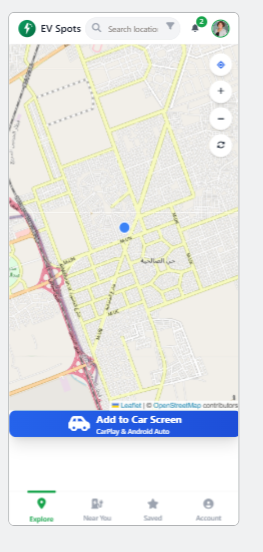 EV Spots
Search locatio
2
حي الصالحية
Leaflet | © OpenStreetMap contributors
Add to Car Screen
CarPlay & Android Auto
Explore
Near You
Saved
Account